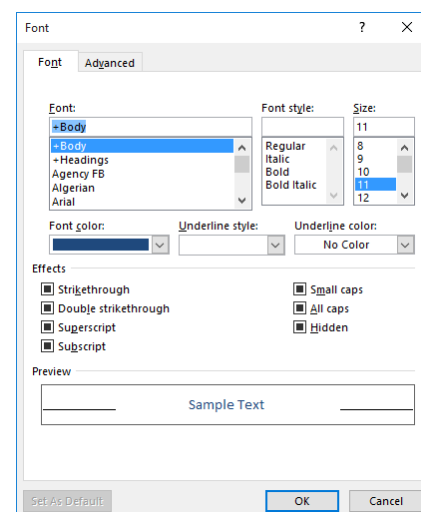 Font ?
Font Advanced
Font: Font style: Size:
+Body 11
+Body Regular 8
+Headings Italic 9
Agency FB Bold 10
Algerian Bold Italic 11
Arial 12
Font color: Underline style: Underline color:
No Color
Effects
Strikethrough Small caps
Double strikethrough All caps
Superscript Hidden
Subscript
Preview
Sample Text
Set As Default OK Cancel